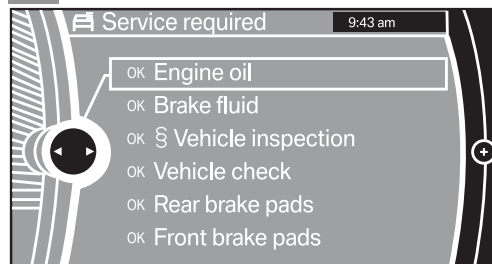 Service required 9:43 am
OK Engine oil
OK Brake fluid
OK § Vehicle inspection
OK Vehicle check
OK Rear brake pads
OK Front brake pads